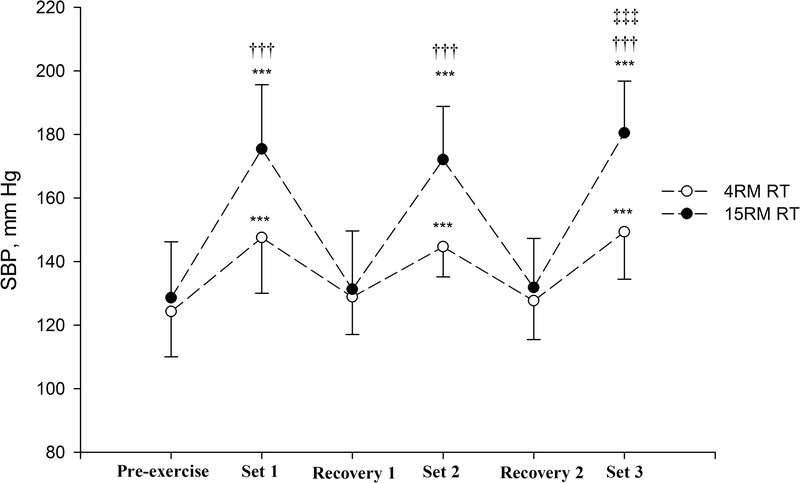 220
200
180
160
140
120
100
80
SBP, mm Hg
‡‡‡
††† ††† †††
*** *** ***
*** *** ***
4RM RT
15RM RT
Pre-exercise Set 1 Recovery 1 Set 2 Recovery 2 Set 3